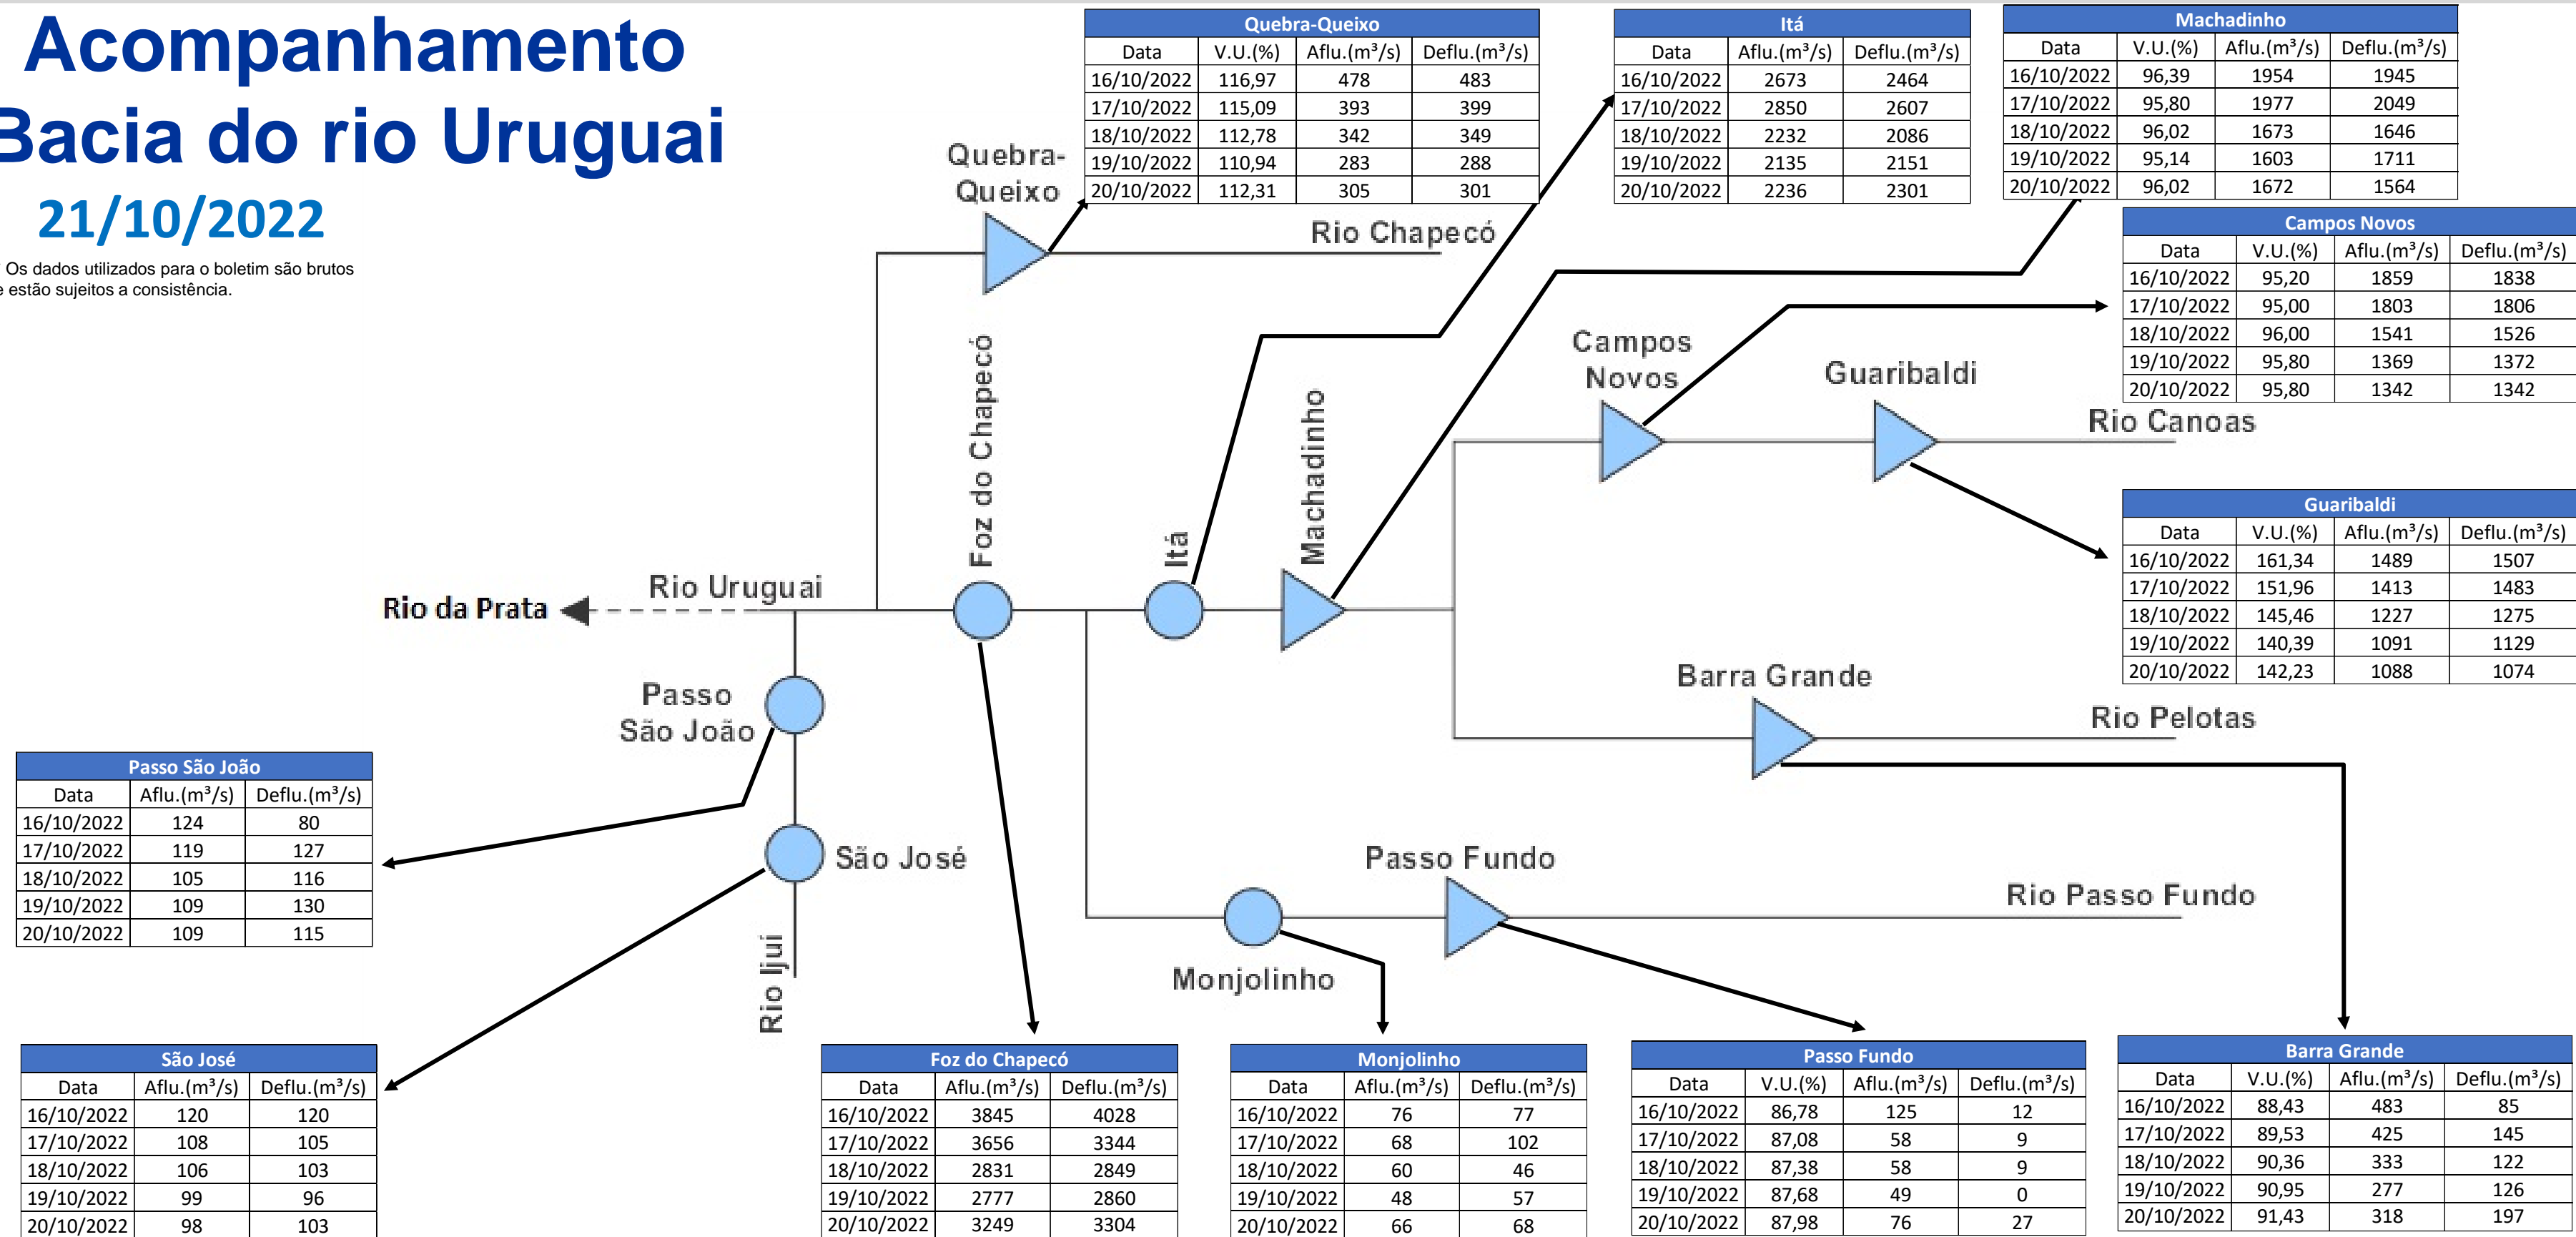 Acompanhamento
Bacia do rio Uruguai
21/10/2022
Os dados utilizados para o boletim são brutos
e estão sujeitos a consistência.
Quebra-Queixo
Data V.U.(%) Aflu.(m³/s) Deflu.(m³/s)
16/10/2022 116,97 478 483
17/10/2022 115,09 393 399
18/10/2022 112,78 342 349
19/10/2022 110,94 283 288
20/10/2022 112,31 305 301
Itá
Data Aflu.(m³/s) Deflu.(m³/s)
16/10/2022 2673 2464
17/10/2022 2850 2607
18/10/2022 2232 2086
19/10/2022 2135 2151
20/10/2022 2236 2301
Machadinho
Data V.U.(%) Aflu.(m³/s) Deflu.(m³/s)
16/10/2022 96,39 1954 1945
17/10/2022 95,80 1977 2049
18/10/2022 96,02 1673 1646
19/10/2022 95,14 1603 1711
20/10/2022 96,02 1672 1564
Campos Novos
Data V.U.(%) Aflu.(m³/s) Deflu.(m³/s)
16/10/2022 95,20 1859 1838
17/10/2022 95,00 1803 1806
18/10/2022 96,00 1541 1526
19/10/2022 95,80 1369 1372
20/10/2022 95,80 1342 1342
Guaribaldi
Data V.U.(%) Aflu.(m³/s) Deflu.(m³/s)
16/10/2022 161,34 1489 1507
17/10/2022 151,96 1413 1483
18/10/2022 145,46 1227 1275
19/10/2022 140,39 1091 1129
20/10/2022 142,23 1088 1074
Quebra-
Queixo
Rio Chapecó
Foz do Chapecó
Itá
Machadinho
Campos
Novos
Guaribaldi
Rio Canoas
Rio da Prata
Rio Uruguai
Barra Grande
Rio Pelotas
Passo
São João
São José
Rio Ijuí
Passo Fundo
Rio Passo Fundo
Monjolinho
Passo São João
Data Aflu.(m³/s) Deflu.(m³/s)
16/10/2022 124 80
17/10/2022 119 127
18/10/2022 105 116
19/10/2022 109 130
20/10/2022 109 115
São José
Data Aflu.(m³/s) Deflu.(m³/s)
16/10/2022 120 120
17/10/2022 108 105
18/10/2022 106 103
19/10/2022 99 96
20/10/2022 98 103
Foz do Chapecó
Data Aflu.(m³/s) Deflu.(m³/s)
16/10/2022 3845 4028
17/10/2022 3656 3344
18/10/2022 2831 2849
19/10/2022 2777 2860
20/10/2022 3249 3304
Monjolinho
Data Aflu.(m³/s) Deflu.(m³/s)
16/10/2022 76 77
17/10/2022 68 102
18/10/2022 60 46
19/10/2022 48 57
20/10/2022 66 68
Passo Fundo
Data V.U.(%) Aflu.(m³/s) Deflu.(m³/s)
16/10/2022 86,78 125 12
17/10/2022 87,08 58 9
18/10/2022 87,38 58 9
19/10/2022 87,68 49 0
20/10/2022 87,98 76 27
Barra Grande
Data V.U.(%) Aflu.(m³/s) Deflu.(m³/s)
16/10/2022 88,43 483 85
17/10/2022 89,53 425 145
18/10/2022 90,36 333 122
19/10/2022 90,95 277 126
20/10/2022 91,43 318 197